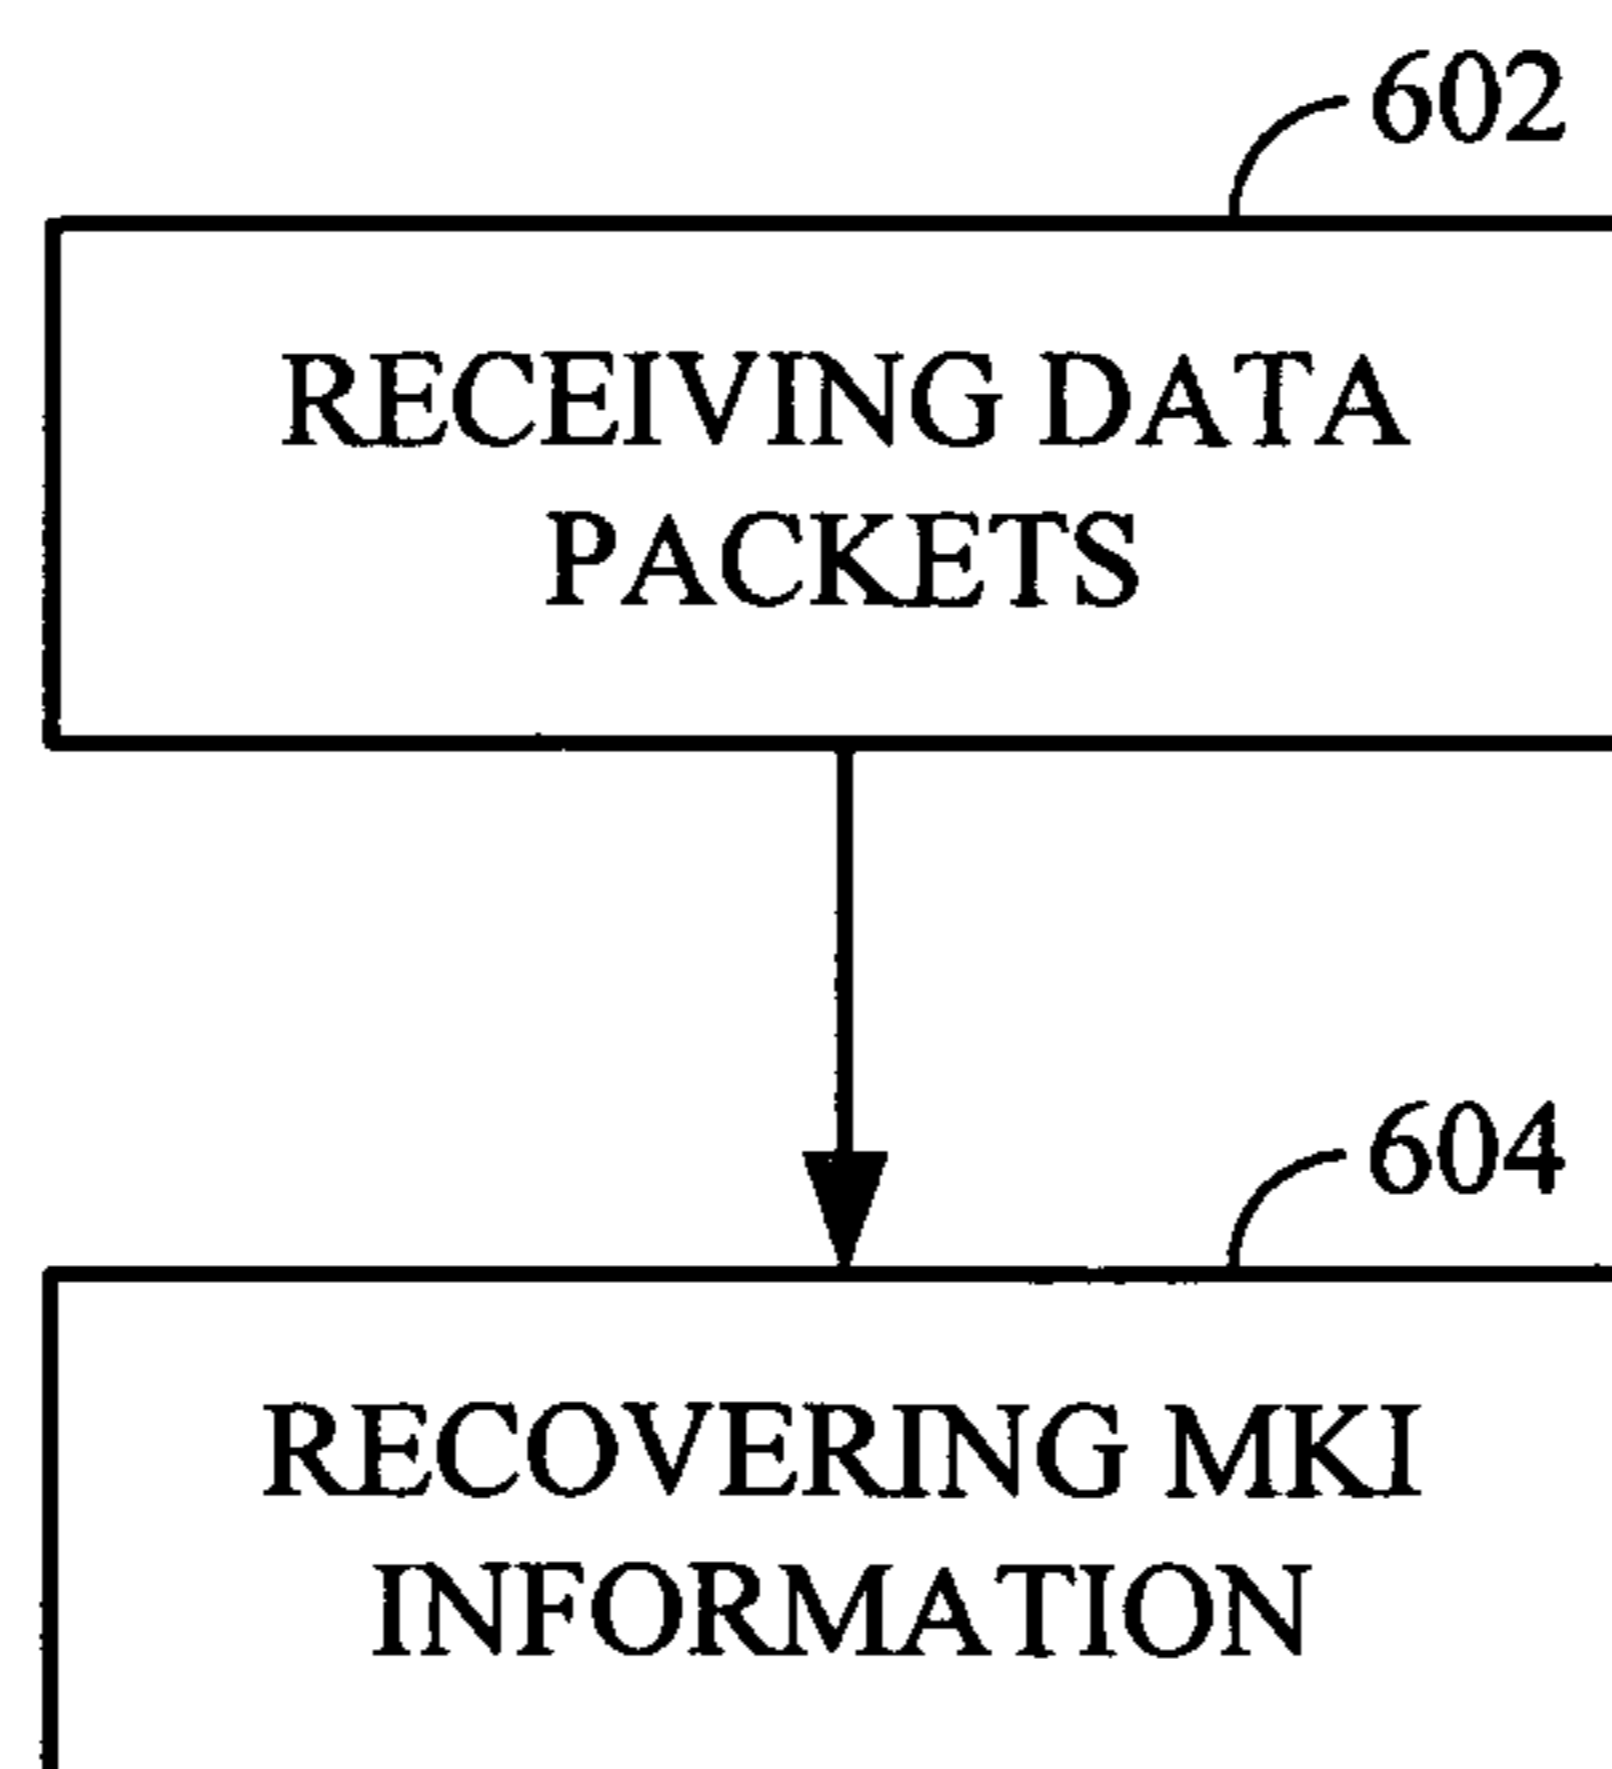 602
RECEIVING DATA
PACKETS
604
RECOVERING MKI
INFORMATION